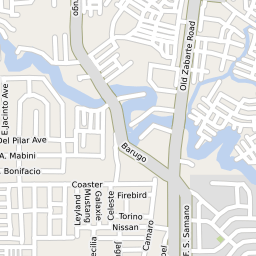 Old Zabarte Road
E.Jacinto Ave
Del Pilar Ave
A. Mabini
Bonifacio
Barugo
Coaster
Firebird
Leyland
Mustang
Galaxie
Celeste
Torino
Nissan
Camaro
F. S. Samano